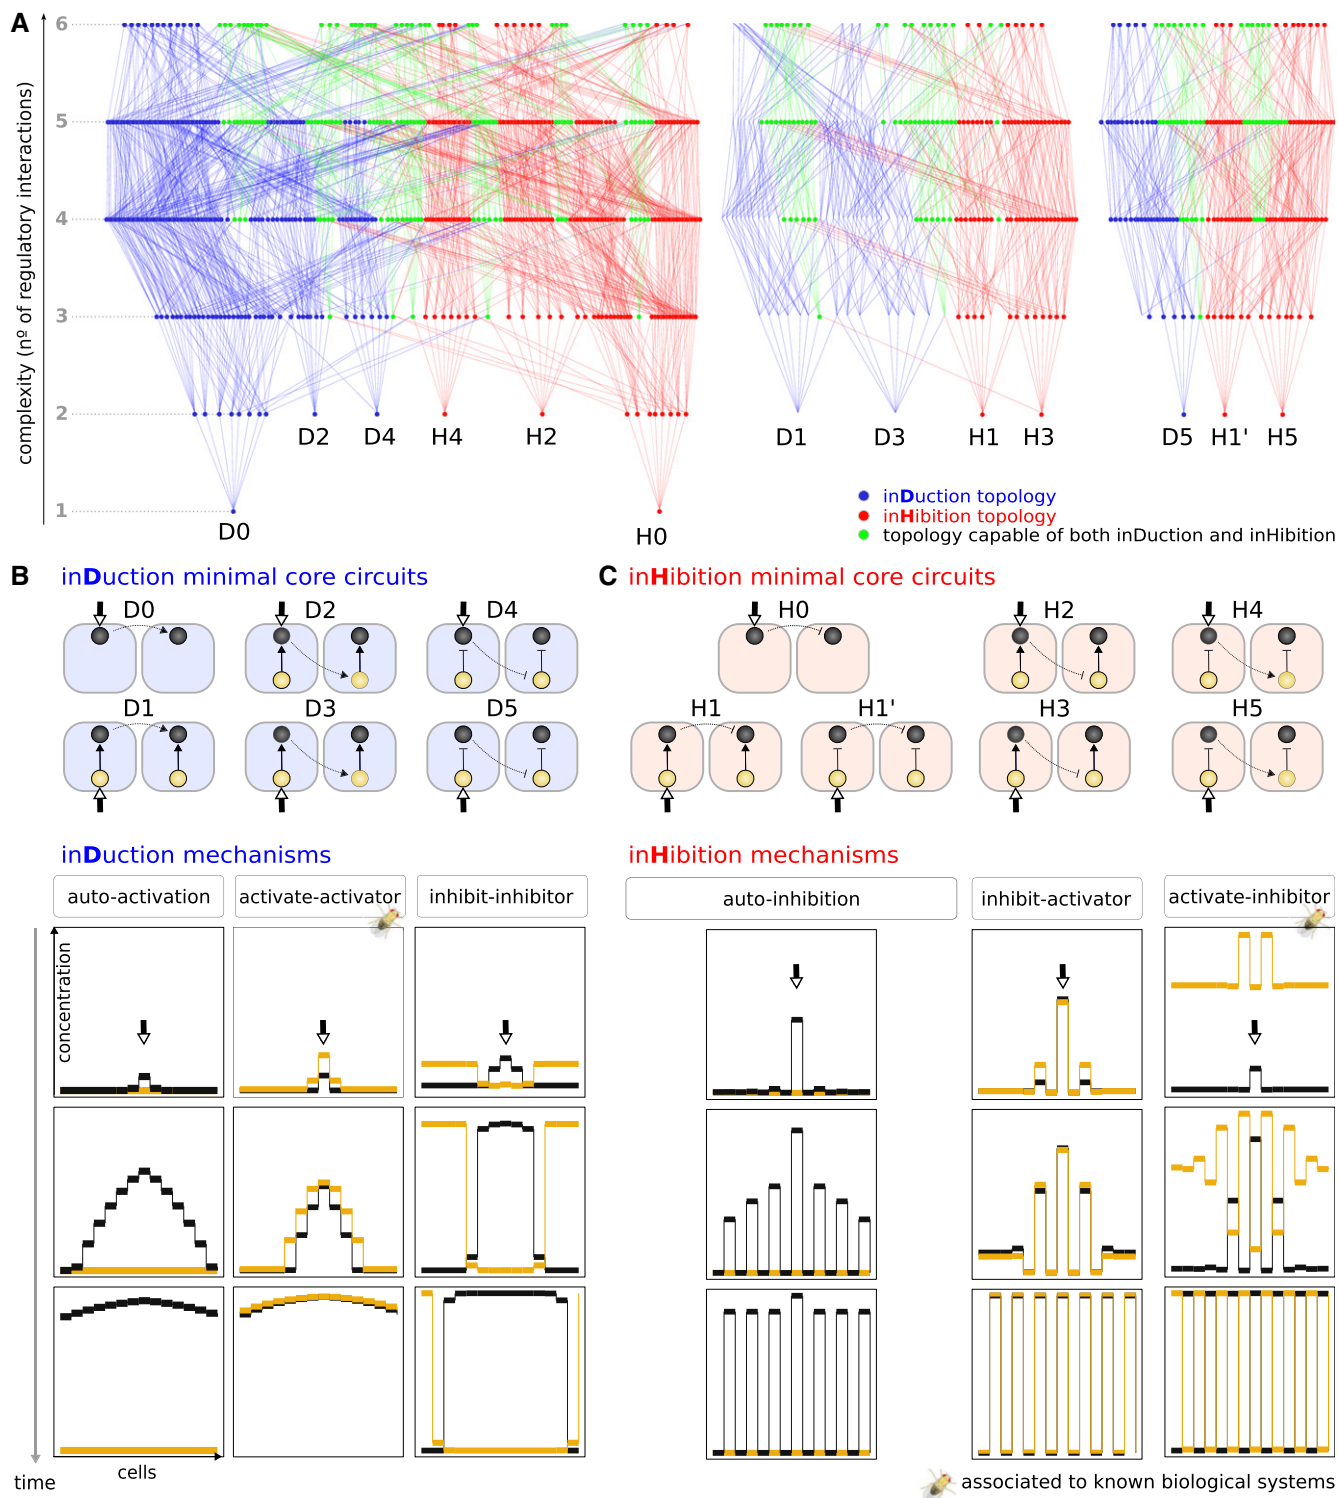 A
complexity (nº of regulatory interactions)
6
5
4
3
2
1
D2 D4 H4 H2
D1 D3 H1 H3
D5 H1' H5
D0
H0
inDuction topology
inHibition topology
topology capable of both inDuction and inHibition
B
inDuction minimal core circuits
D0 D2 D4
D1 D3 D5
C
inHibition minimal core circuits
H0 H2 H4
H1 H1' H3 H5
inDuction mechanisms
auto-activation
activate-activator
inhibit-inhibitor
inHibition mechanisms
auto-inhibition
inhibit-activator
activate-inhibitor
concentration
cells
time
associated to known biological systems